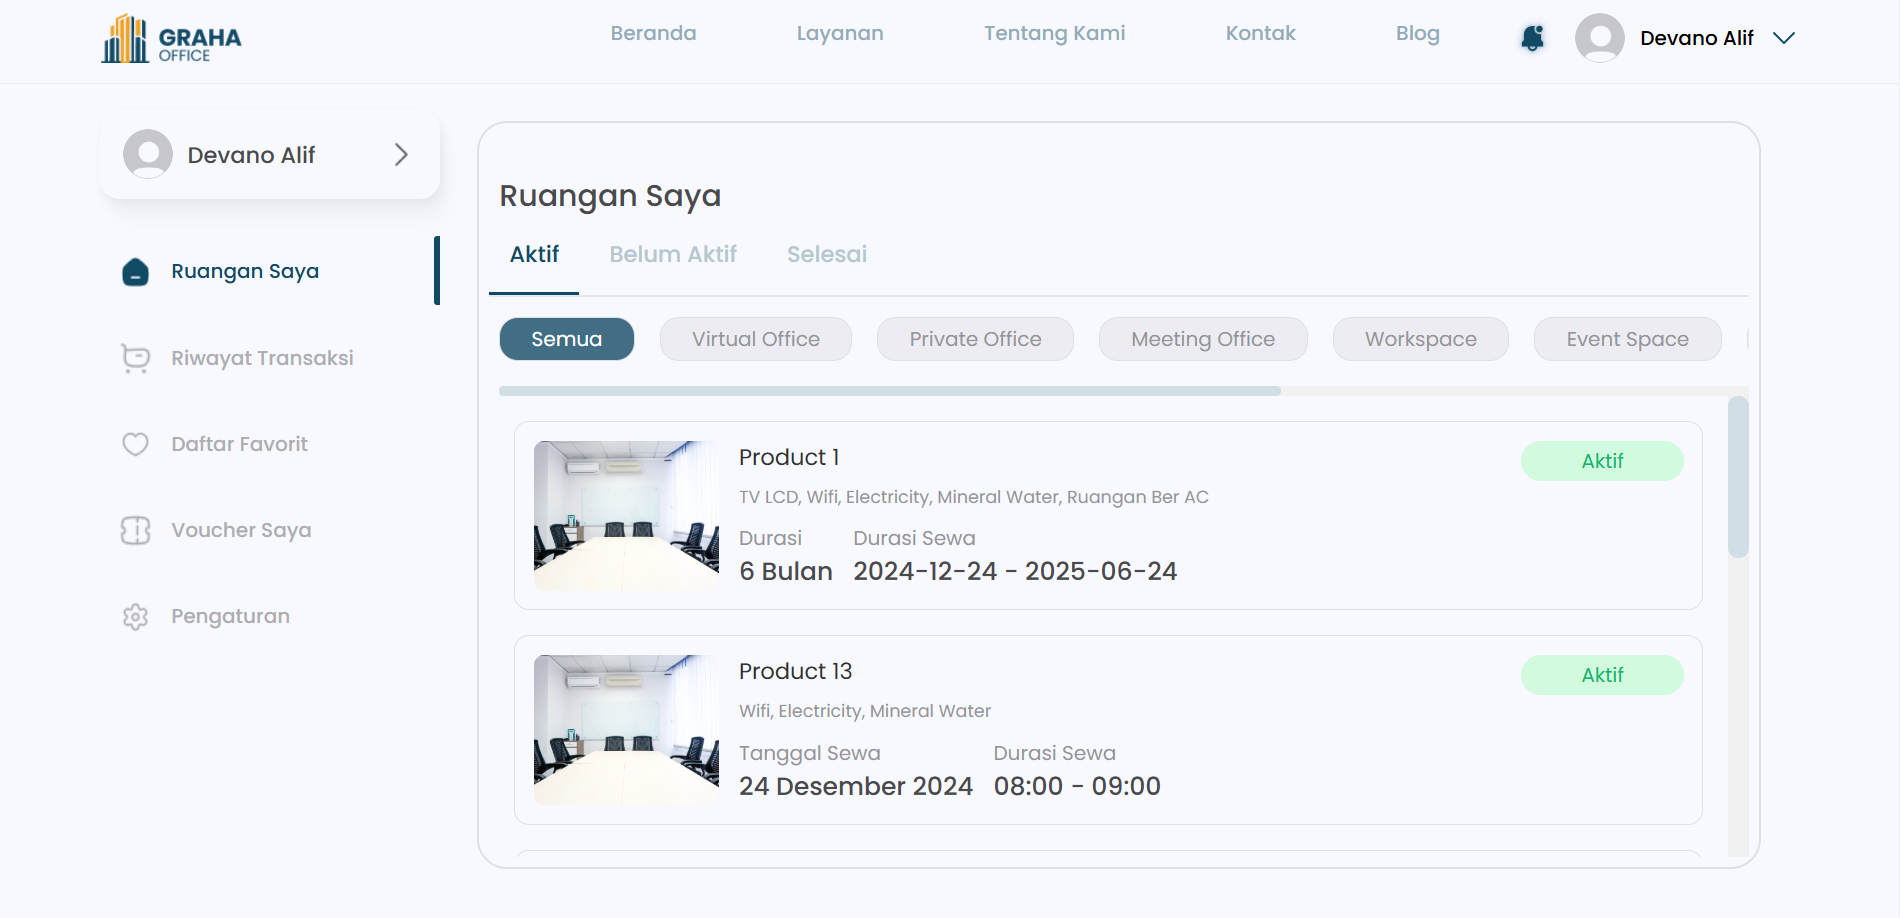 GRAHA
OFFICE
Beranda
Layanan
Tentang Kami
Kontak
Blog
Devano Alif
Devano Alif
Ruangan Saya
Riwayat Transaksi
Daftar Favorit
Voucher Saya
Pengaturan
Ruangan Saya
Aktif
Belum Aktif
Selesai
Semua
Virtual Office
Private Office
Meeting Office
Workspace
Event Space
Product 1
Aktif
TV LCD, Wifi, Electricity, Mineral Water, Ruangan Ber AC
Durasi
Durasi Sewa
6 Bulan
2024-12-24 - 2025-06-24
Product 13
Aktif
Wifi, Electricity, Mineral Water
Tanggal Sewa
Durasi Sewa
24 Desember 2024
08:00 - 09:00